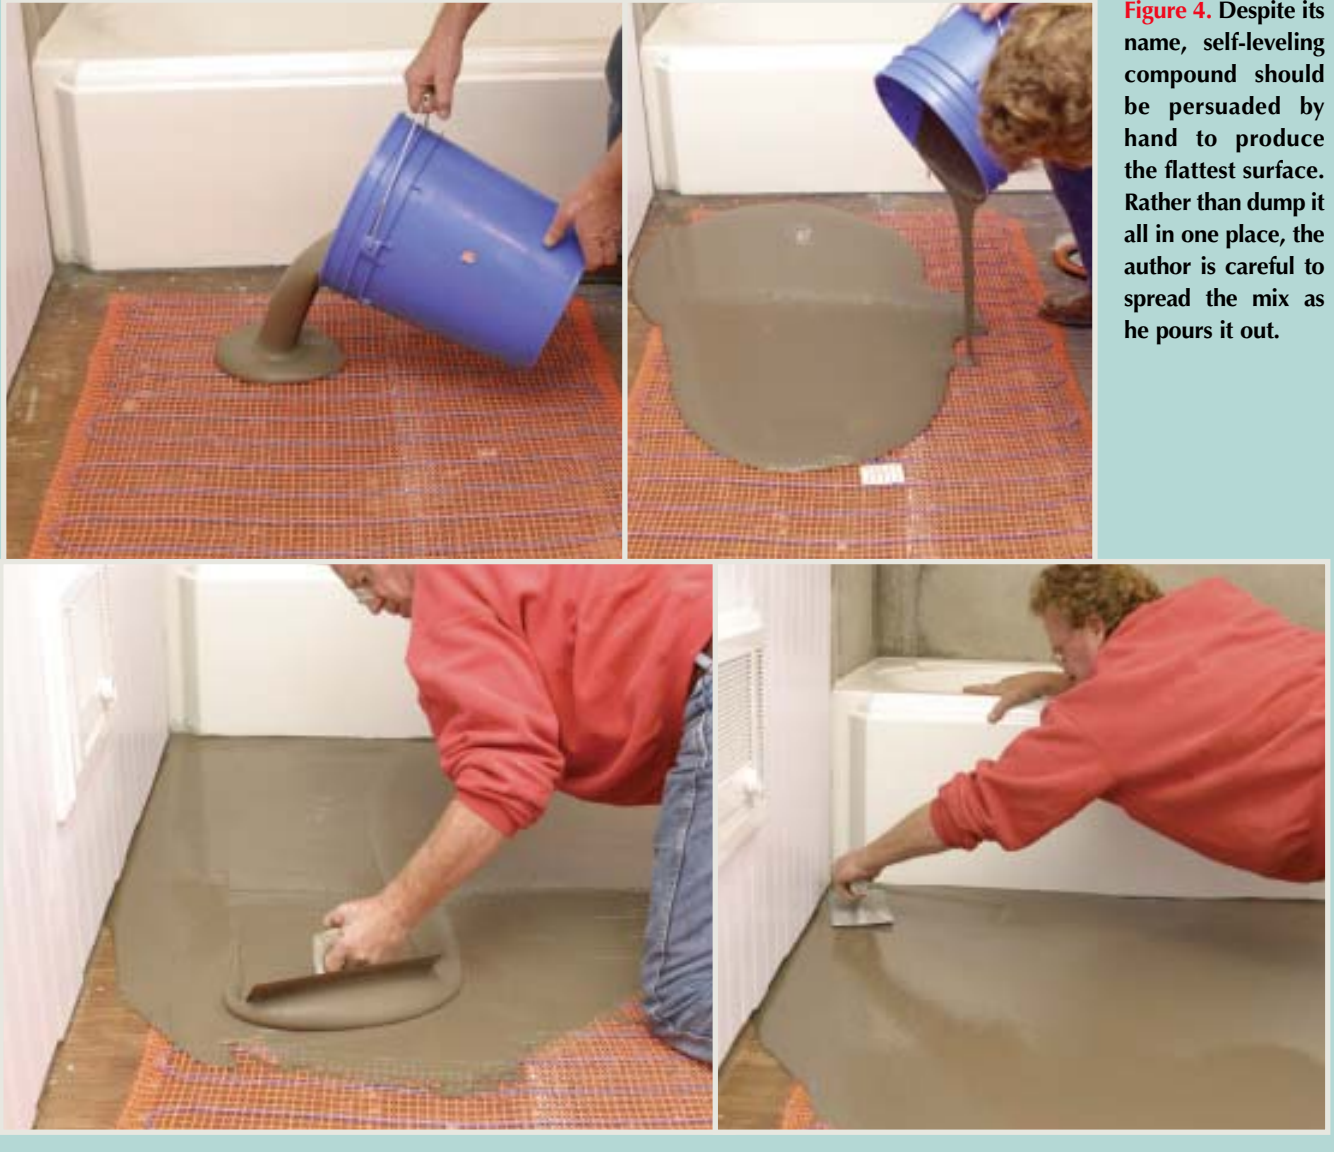 Figure 4. Despite its
name, self-leveling
compound should
be persuaded by
hand to produce
the flattest surface.
Rather than dump it
all in one place, the
author is careful to
spread the mix as
he pours it out.